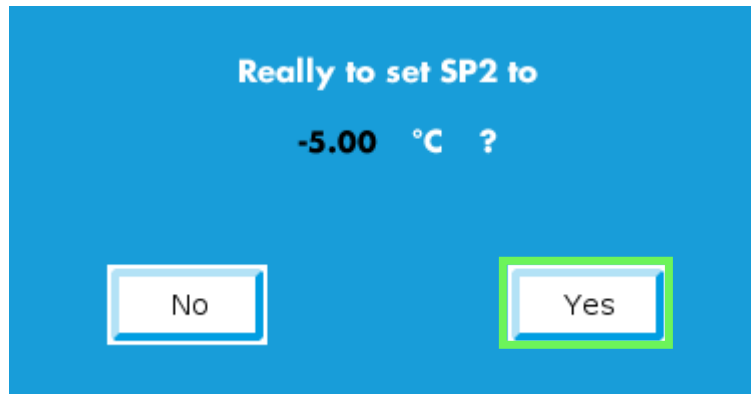 Really to set SP2 to
-5.00 °C ?
No Yes